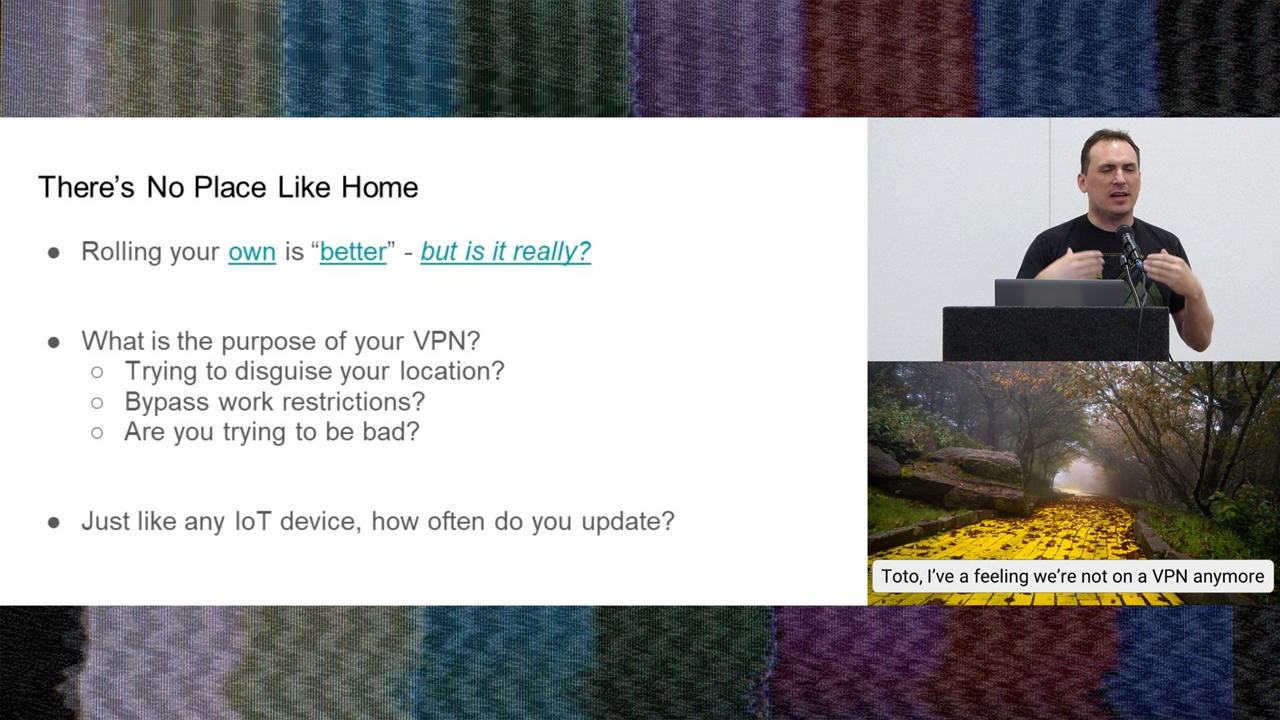 There’s No Place Like Home
● Rolling your own is “better” - but is it really?
● What is the purpose of your VPN?
○ Trying to disguise your location?
○ Bypass work restrictions?
○ Are you trying to be bad?
● Just like any IoT device, how often do you update?
Toto, I’ve a feeling we’re not on a VPN anymore